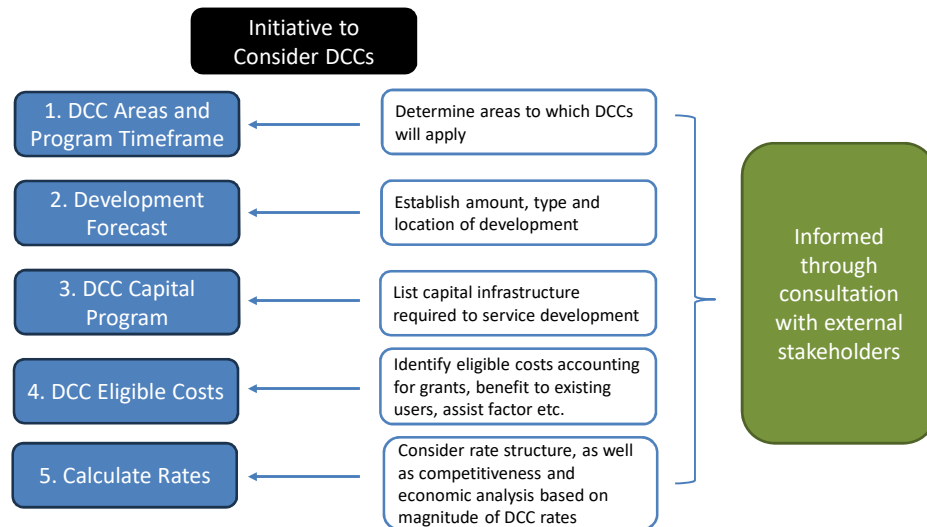 Initiative to
Consider DCCs
1. DCC Areas and
Program Timeframe
Determine areas to which DCCs
will apply
2. Development
Forecast
Establish amount, type and
location of development
3. DCC Capital
Program
List capital infrastructure
required to service development
4. DCC Eligible Costs
Identify eligible costs accounting
for grants, benefit to existing
users, assist factor etc.
5. Calculate Rates
Consider rate structure, as well
as competitiveness and
economic analysis based on
magnitude of DCC rates
Informed
through
consultation
with external
stakeholders